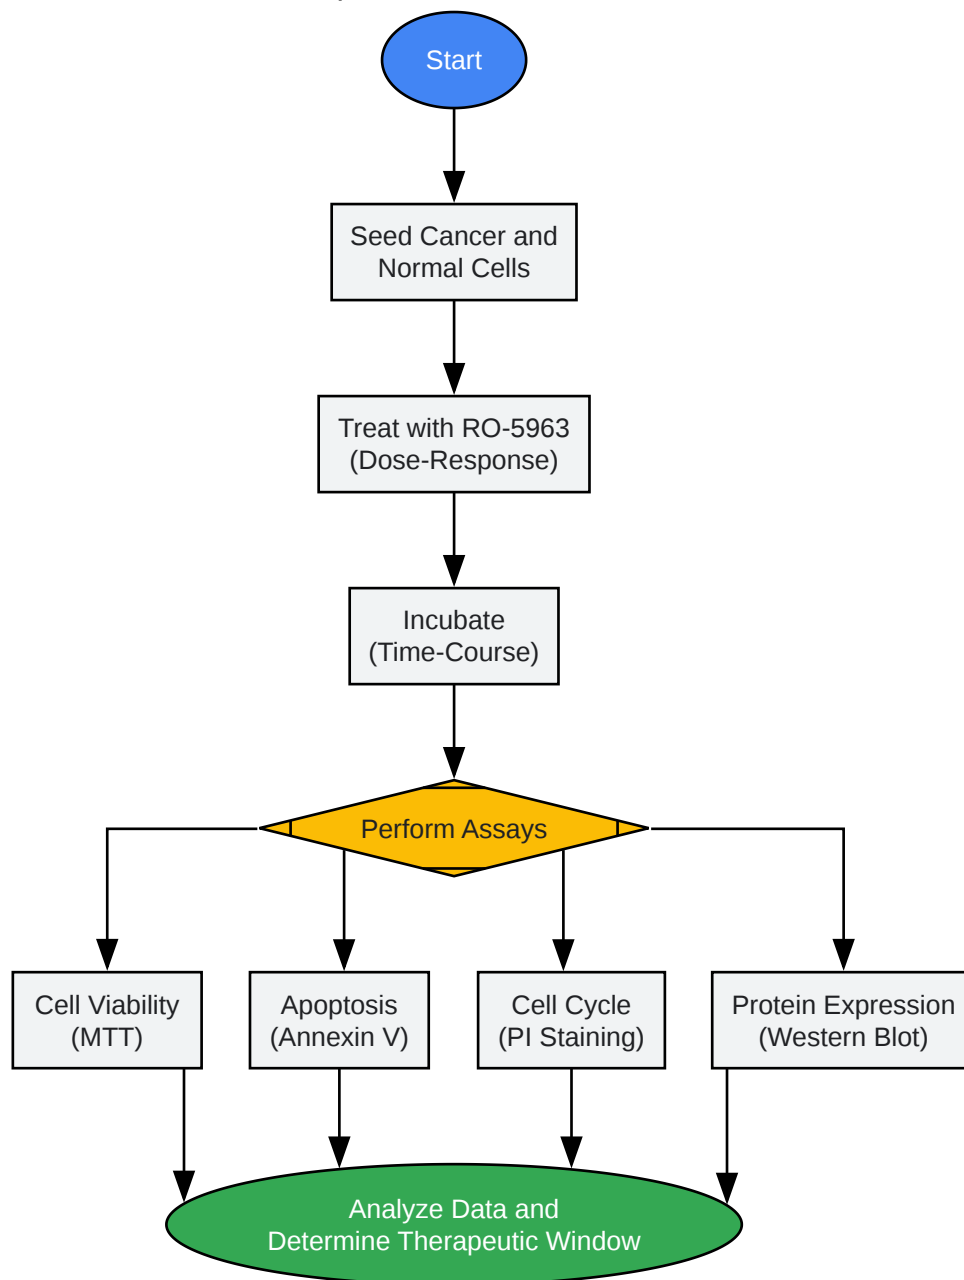 Start
Seed Cancer and
Normal Cells
Treat with RO-5963
(Dose-Response)
Incubate
(Time-Course)
Perform Assays
Cell Viability
(MTT)
Apoptosis
(Annexin V)
Cell Cycle
(PI Staining)
Protein Expression
(Western Blot)
Analyze Data and
Determine Therapeutic Window